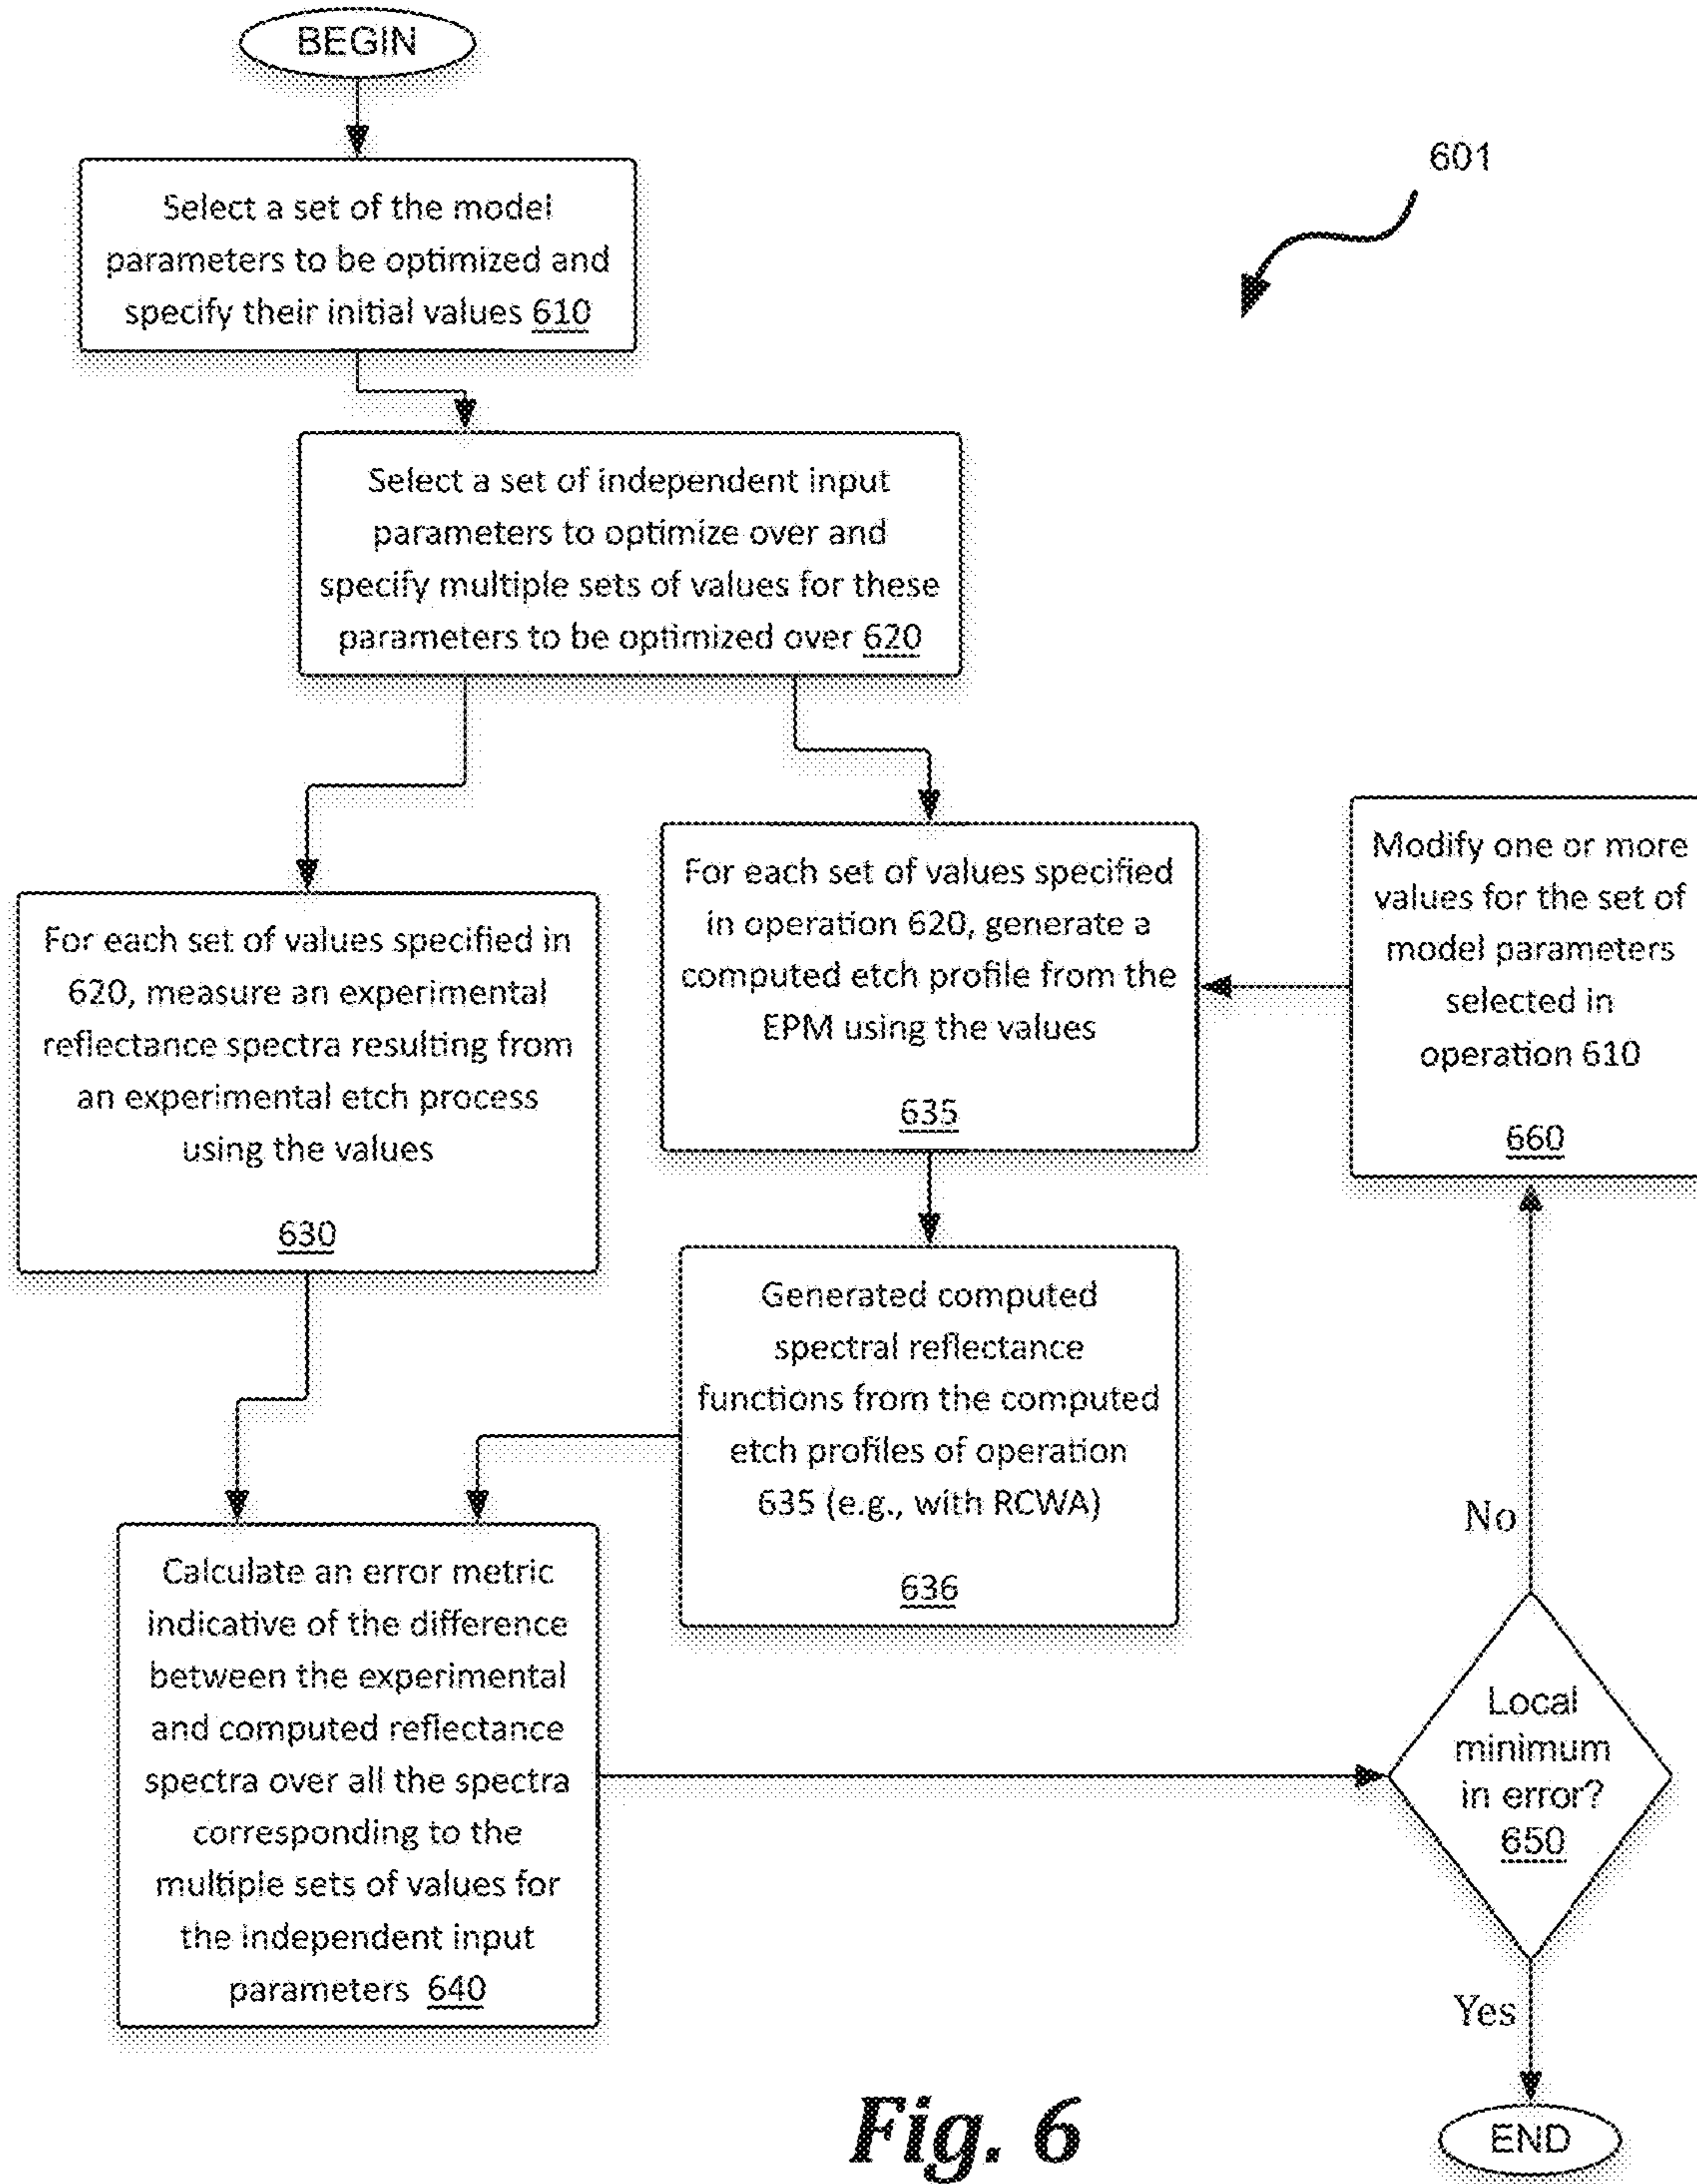 BEGIN
601
Select a set of the model
parameters to be optimized and
specify their initial values 610
Select a set of independent input
parameters to optimize over and
specify multiple sets of values for these
parameters to be optimized over 620
For each set of values specified in
620, measure an experimental
reflectance spectra resulting from
an experimental etch process
using the values
630
For each set of values specified
in operation 620, generate a
computed etch profile from the
EPM using the values
635
Modify one or more
values for the set of
model parameters
selected in
operation 610
660
Generated computed
spectral reflectance
functions from the computed
etch profiles of operation
635 (e.g., with RCWA)
636
Calculate an error metric
indicative of the difference
between the experimental
and computed reflectance
spectra over all the spectra
corresponding to the
multiple sets of values for
the independent input
parameters 640
No
Local
minimum
in error?
650
Yes
END
Fig. 6